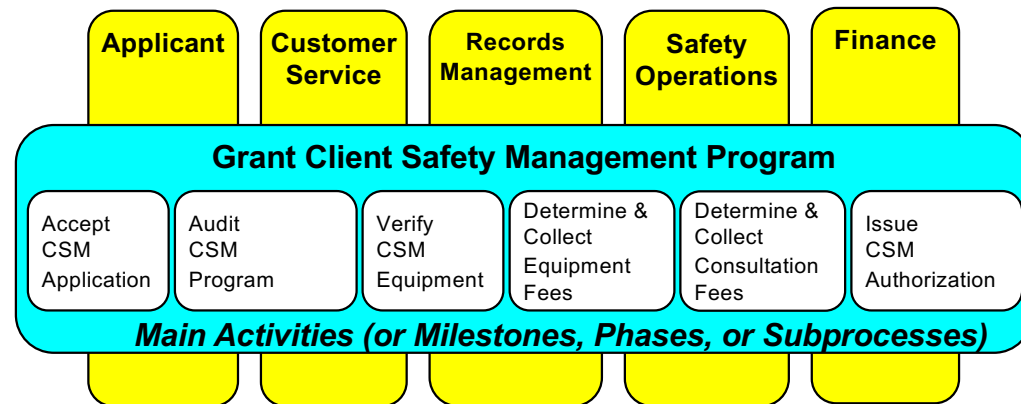 Applicant
Customer
Service
Records
Management
Safety
Operations
Finance
Grant Client Safety Management Program
Accept
CSM
Application
Audit
CSM
Program
Verify
CSM
Equipment
Determine &
Collect
Equipment
Fees
Determine &
Collect
Consultation
Fees
Issue
CSM
Authorization
Main Activities (or Milestones, Phases, or Subprocesses)